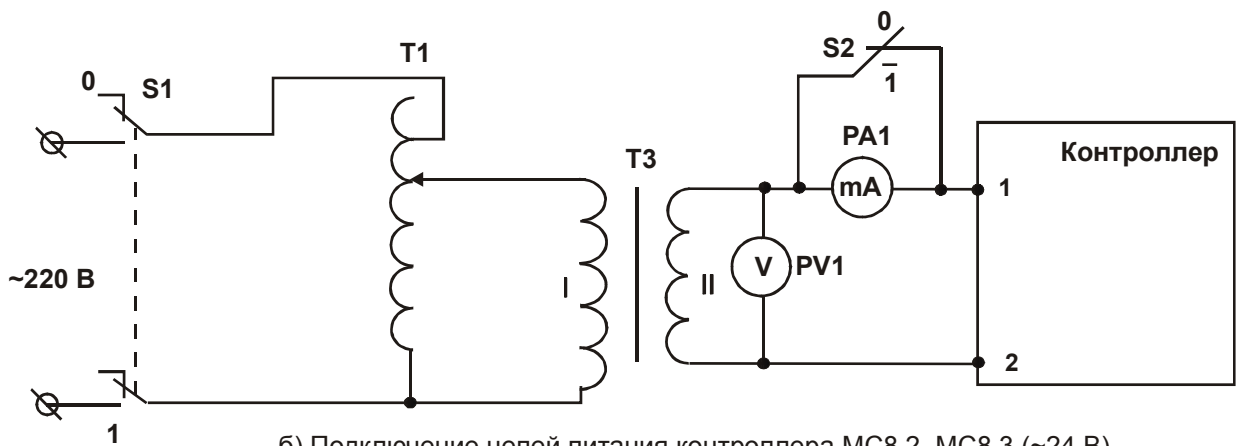 0
S2
1
T1
0
S1
PA1
mA
Контроллер
T3
1
V
PV1
I
II
~220 В
2
1
б) Подключение цепей питания контроллера МС8.2, МС8.3 (~24 В)